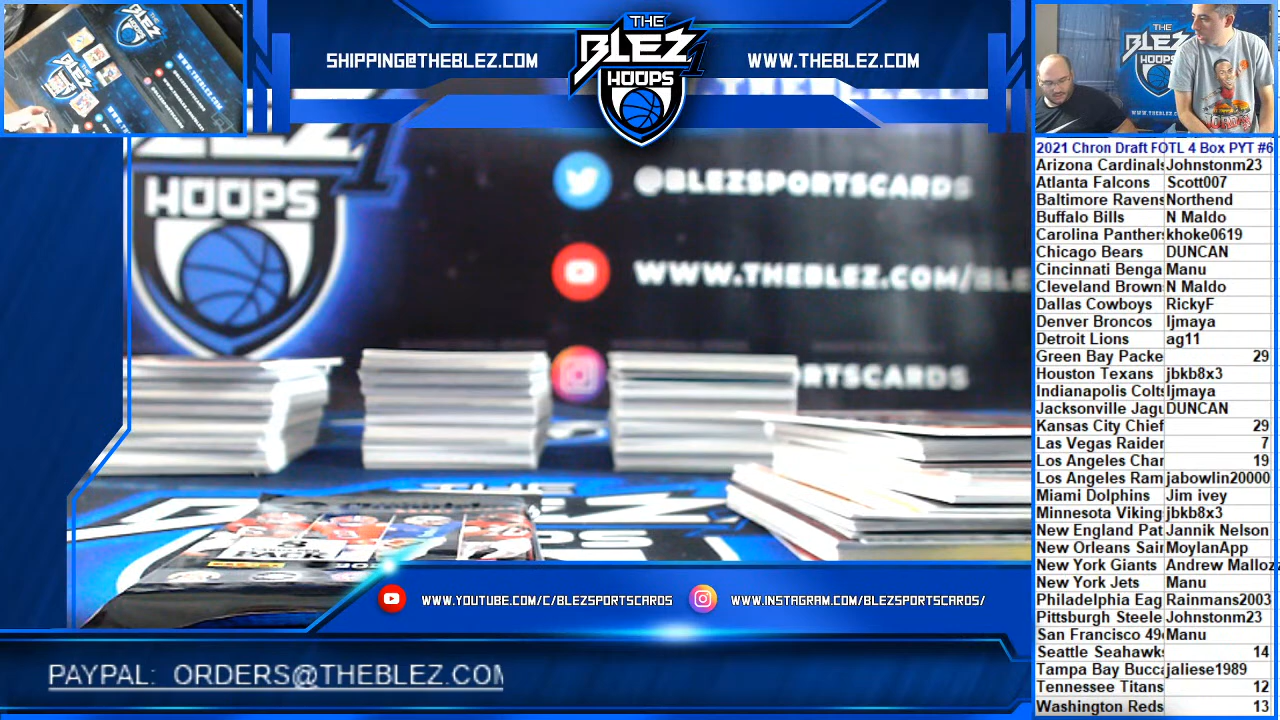 THE
BLEZ
1
HOOPS
SHIPPING@THEBLEZ.COM
WWW.THEBLEZ.COM
HOOPS
@BLEZSPORTSCARDS
WWW.THEBLEZ.COM/BLE
RTSCARDS
WWW.YOUTUBE.COM/C/BLEZSPORTSCARDS
WWW.INSTAGRAM.COM/BLEZSPORTSCARDS/
PAYPAL: ORDERS@THEBLEZ.COM
2021 Chron Draft FOTL 4 Box PYT #6
Arizona Cardinals Johnstonm23
Atlanta Falcons Scott007
Baltimore Ravens Northend
Buffalo Bills N Maldo
Carolina Panthers khoke0619
Chicago Bears DUNCAN
Cincinnati Benga Manu
Cleveland Brown N Maldo
Dallas Cowboys RickyF
Denver Broncos ljmaya
Detroit Lions ag11
Green Bay Packe 29
Houston Texans jbkb8x3
Indianapolis Colts ljmaya
Jacksonville Jagu DUNCAN
Kansas City Chief 29
Las Vegas Raider 7
Los Angeles Char 19
Los Angeles Ram jabowlin20000
Miami Dolphins Jim ivey
Minnesota Viking jbkb8x3
New England Pat Jannik Nelson
New Orleans Sain MoylanApp
New York Giants Andrew Malloz
New York Jets Manu
Philadelphia Eag Rainmans2003
Pittsburgh Steele Johnstonm23
San Francisco 49 Manu
Seattle Seahawks 14
Tampa Bay Bucca jaliese1989
Tennessee Titans 12
Washington Reds 13